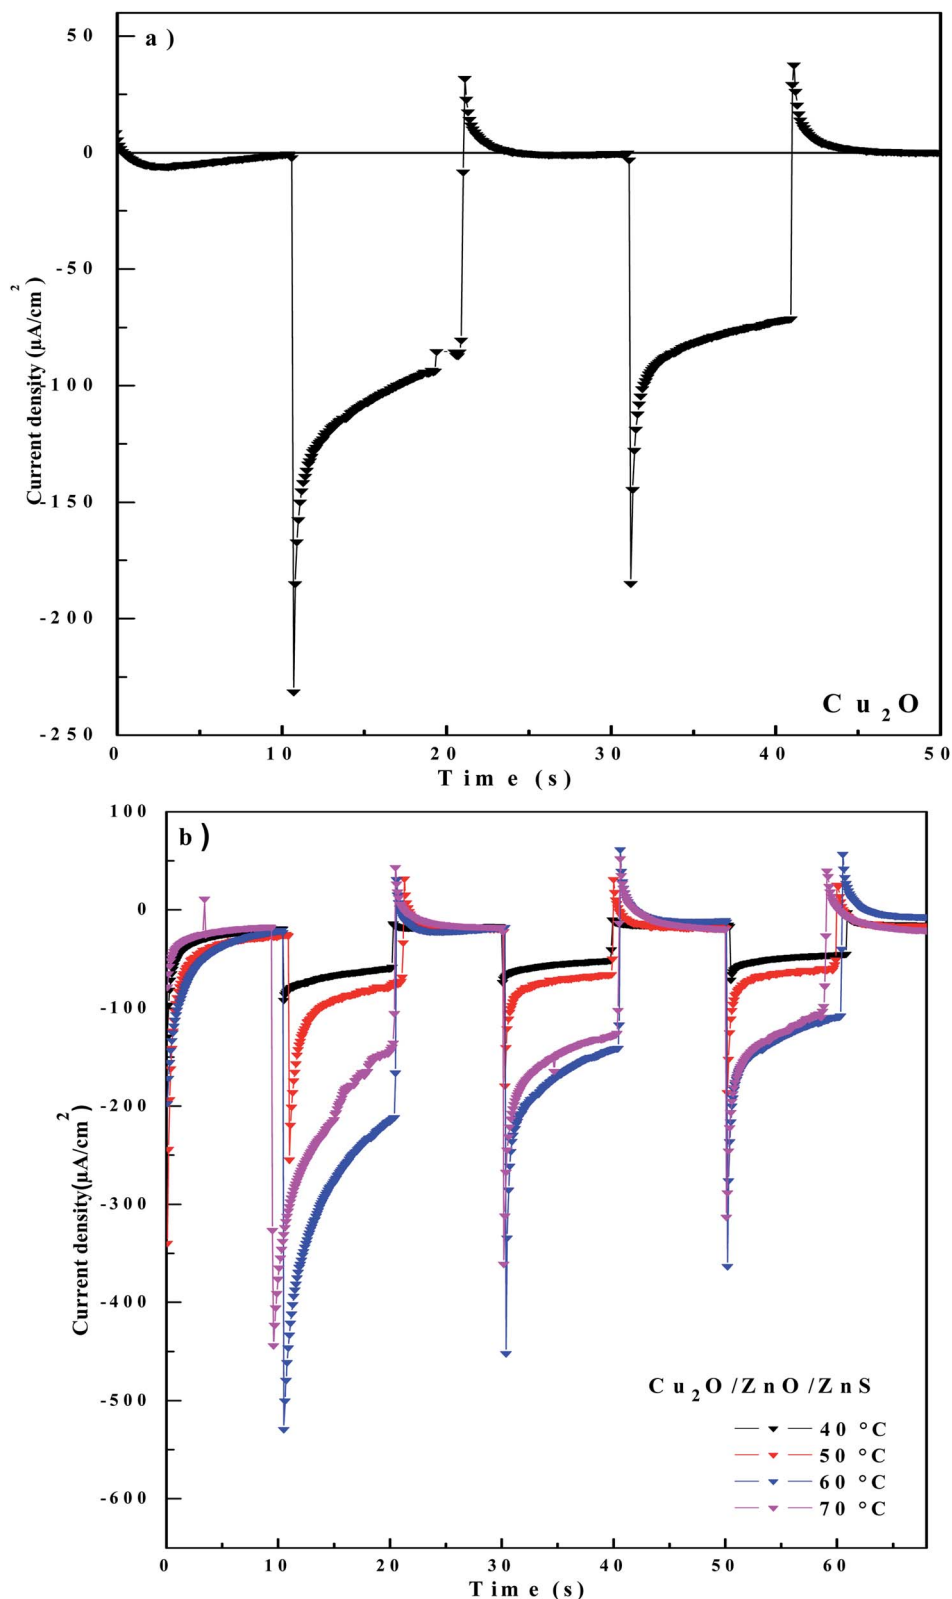 a)
50
0
-50
-100
-150
-200
-250
Current density (µA/cm²)
Cu₂O
0 10 20 30 40 50
Time (s)
b)
100
0
-100
-200
-300
-400
-500
-600
Current density(µA/cm²)
Cu₂O/ZnO/ZnS
40 °C
50 °C
60 °C
70 °C
0 10 20 30 40 50 60
Time (s)